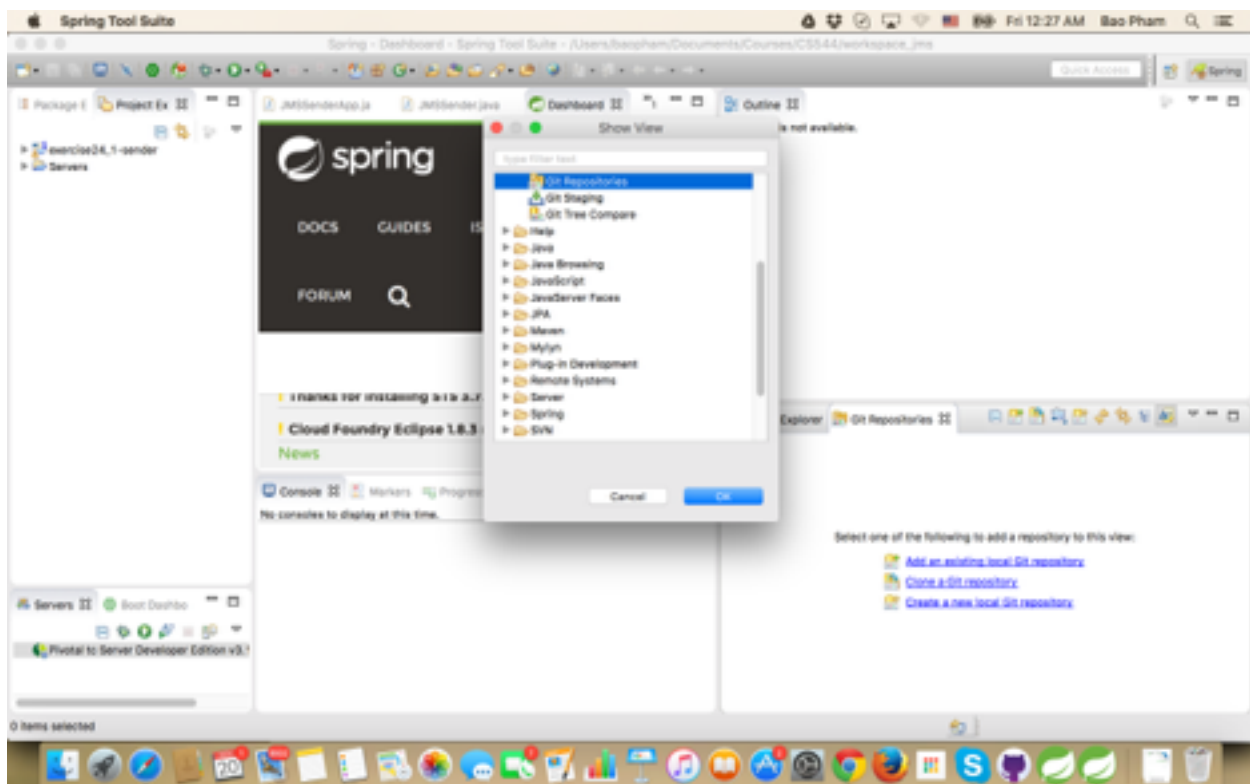 Spring Tool Suite
Fri 12:27 AM Bao Pham
Spring - Dashboard - Spring Tool Suite - /Users/baopham/Documents/Courses/CS544/workspace_jms
Quick Access
Spring
Package E
Project Ex
JMSSenderApp.ja
JMSSender.java
Dashboard
Outline
exercise24_1-sender
Servers
is not available.
Show View
type filter text
Git Repositories
Git Staging
Git Tree Compare
Help
Java
Java Browsing
JavaScript
JavaServer Faces
JPA
Maven
Mylyn
Plug-in Development
Remote Systems
Server
Spring
SVN
Cancel
OK
spring
DOCS GUIDES IS
FORUM
Thanks for installing STS 3.7
Cloud Foundry Eclipse 1.8.3
News
Console
Markers
Progress
No consoles to display at this time.
Explorer
Git Repositories
Select one of the following to add a repository to this view:
Add an existing local Git repository
Clone a Git repository
Create a new local Git repository
Servers
Boot Dashbo
Pivotal tc Server Developer Edition v3.
0 items selected
20